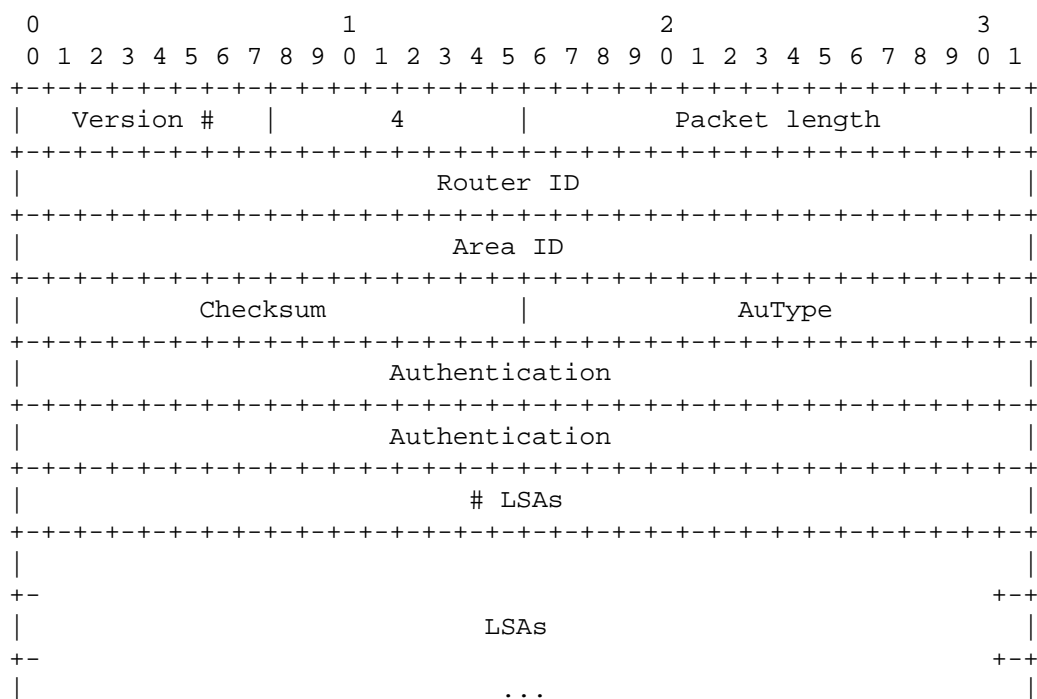 0                   1                   2                   3
 0 1 2 3 4 5 6 7 8 9 0 1 2 3 4 5 6 7 8 9 0 1 2 3 4 5 6 7 8 9 0 1
+-+-+-+-+-+-+-+-+-+-+-+-+-+-+-+-+-+-+-+-+-+-+-+-+-+-+-+-+-+-+-+-+
|   Version #   |       4       |         Packet length         |
+-+-+-+-+-+-+-+-+-+-+-+-+-+-+-+-+-+-+-+-+-+-+-+-+-+-+-+-+-+-+-+-+
|                          Router ID                            |
+-+-+-+-+-+-+-+-+-+-+-+-+-+-+-+-+-+-+-+-+-+-+-+-+-+-+-+-+-+-+-+-+
|                           Area ID                             |
+-+-+-+-+-+-+-+-+-+-+-+-+-+-+-+-+-+-+-+-+-+-+-+-+-+-+-+-+-+-+-+-+
|           Checksum            |             AuType            |
+-+-+-+-+-+-+-+-+-+-+-+-+-+-+-+-+-+-+-+-+-+-+-+-+-+-+-+-+-+-+-+-+
|                       Authentication                          |
+-+-+-+-+-+-+-+-+-+-+-+-+-+-+-+-+-+-+-+-+-+-+-+-+-+-+-+-+-+-+-+-+
|                       Authentication                          |
+-+-+-+-+-+-+-+-+-+-+-+-+-+-+-+-+-+-+-+-+-+-+-+-+-+-+-+-+-+-+-+-+
|                            # LSAs                             |
+-+-+-+-+-+-+-+-+-+-+-+-+-+-+-+-+-+-+-+-+-+-+-+-+-+-+-+-+-+-+-+-+
|                                                               |
+-                                                            +-+
|                             LSAs                              |
+-                                                            +-+
|                              ...                              |